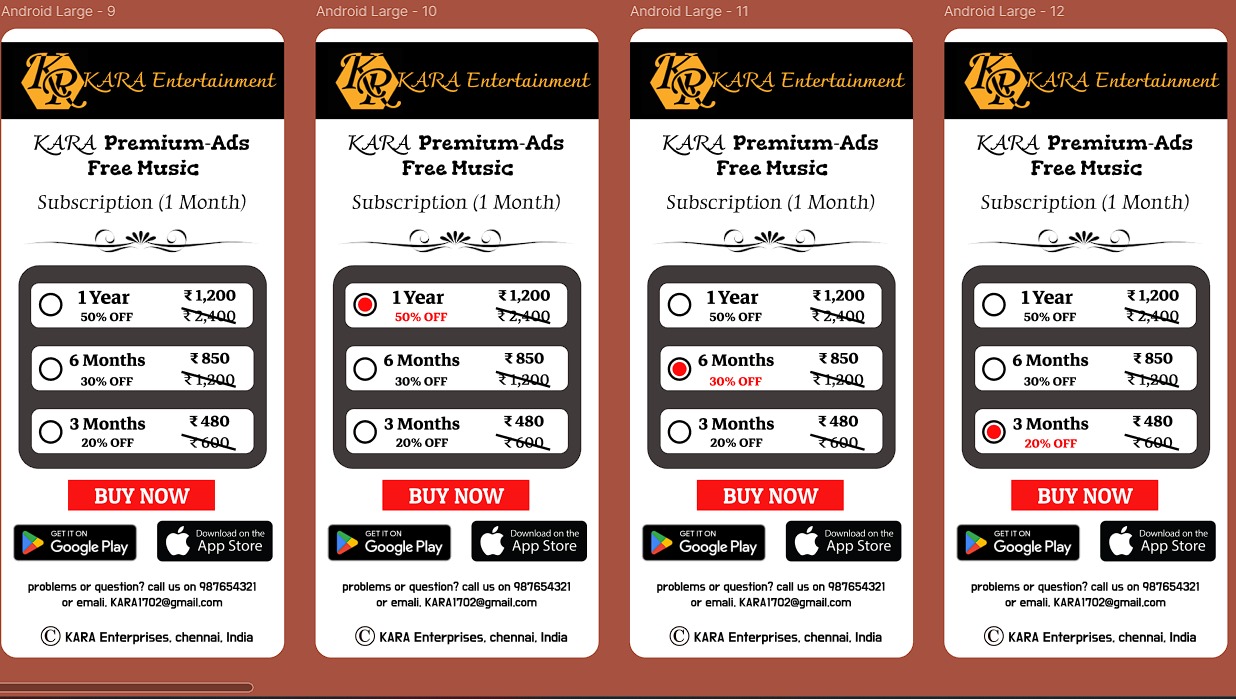 Android Large - 9
KR KARA Entertainment
KARA Premium-Ads
Free Music
Subscription (1 Month)
1 Year ₹ 1,200
50% OFF ₹ 2,400
6 Months ₹ 850
30% OFF ₹ 1,200
3 Months ₹ 480
20% OFF ₹ 600
BUY NOW
GET IT ON
Google Play
Download on the
App Store
problems or question? call us on 987654321
or emali, KARA1702@gmail.com
© KARA Enterprises, chennai, India
Android Large - 10
KR KARA Entertainment
KARA Premium-Ads
Free Music
Subscription (1 Month)
1 Year ₹ 1,200
50% OFF ₹ 2,400
6 Months ₹ 850
30% OFF ₹ 1,200
3 Months ₹ 480
20% OFF ₹ 600
BUY NOW
GET IT ON
Google Play
Download on the
App Store
problems or question? call us on 987654321
or emali, KARA1702@gmail.com
© KARA Enterprises, chennai, India
Android Large - 11
KR KARA Entertainment
KARA Premium-Ads
Free Music
Subscription (1 Month)
1 Year ₹ 1,200
50% OFF ₹ 2,400
6 Months ₹ 850
30% OFF ₹ 1,200
3 Months ₹ 480
20% OFF ₹ 600
BUY NOW
GET IT ON
Google Play
Download on the
App Store
problems or question? call us on 987654321
or emali, KARA1702@gmail.com
© KARA Enterprises, chennai, India
Android Large - 12
KR KARA Entertainment
KARA Premium-Ads
Free Music
Subscription (1 Month)
1 Year ₹ 1,200
50% OFF ₹ 2,400
6 Months ₹ 850
30% OFF ₹ 1,200
3 Months ₹ 480
20% OFF ₹ 600
BUY NOW
GET IT ON
Google Play
Download on the
App Store
problems or question? call us on 987654321
or emali, KARA1702@gmail.com
© KARA Enterprises, chennai, India